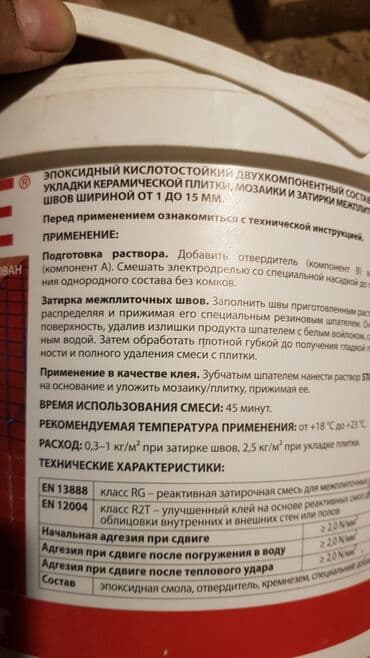 E®
ОВАН
ЭПОКСИДНЫЙ КИСЛОТОСТОЙКИЙ ДВУХКОМПОНЕНТНЫЙ СОСТАВ
УКЛАДКИ КЕРАМИЧЕСКОЙ ПЛИТКИ, МОЗАИКИ И ЗАТИРКИ МЕЖПЛИТ
ШВОВ ШИРИНОЙ ОТ 1 ДО 15 ММ.
Перед применением ознакомиться с технической инструкцией.
ПРИМЕНЕНИЕ:
Подготовка раствора. Добавить отвердитель (компонент В)
(компонент А). Смешать электродрелью со специальной насадкой до
ния однородного состава без комков.
Затирка межплиточных швов. Заполнить швы приготовленным рас
распределяя и прижимая его специальным резиновым шпателем.
поверхность, удалив излишки продукта шпателем с белым войлоком,
ным водой. Затем обработать плотной губкой до получения гладкой
ности и полного удаления смеси с плитки.
Применение в качестве клея. Зубчатым шпателем нанести раствор STA
на основание и уложить мозаику/плитку, прижимая ее.
ВРЕМЯ ИСПОЛЬЗОВАНИЯ СМЕСИ: 45 минут.
РЕКОМЕНДУЕМАЯ ТЕМПЕРАТУРА ПРИМЕНЕНИЯ: от +18 °С до +23 °С.
РАСХОД: 0,3–1 кг/м² при затирке швов, 2,5 кг/м² при укладке плитки.
ТЕХНИЧЕСКИЕ ХАРАКТЕРИСТИКИ:
EN 13888 класс RG – реактивная затирочная смесь для межплиточных
EN 12004 класс R2T – улучшенный клей на основе реактивных смол для
облицовки внутренних и внешних стен или полов
Начальная адгезия при сдвиге ≥ 2,0 N/мм²
Адгезия при сдвиге после погружения в воду ≥ 2,0 N/мм²
Адгезия при сдвиге после теплового удара ≥ 2,0 N/мм²
Состав эпоксидная смола, отвердитель, кремнезем, специальные доба